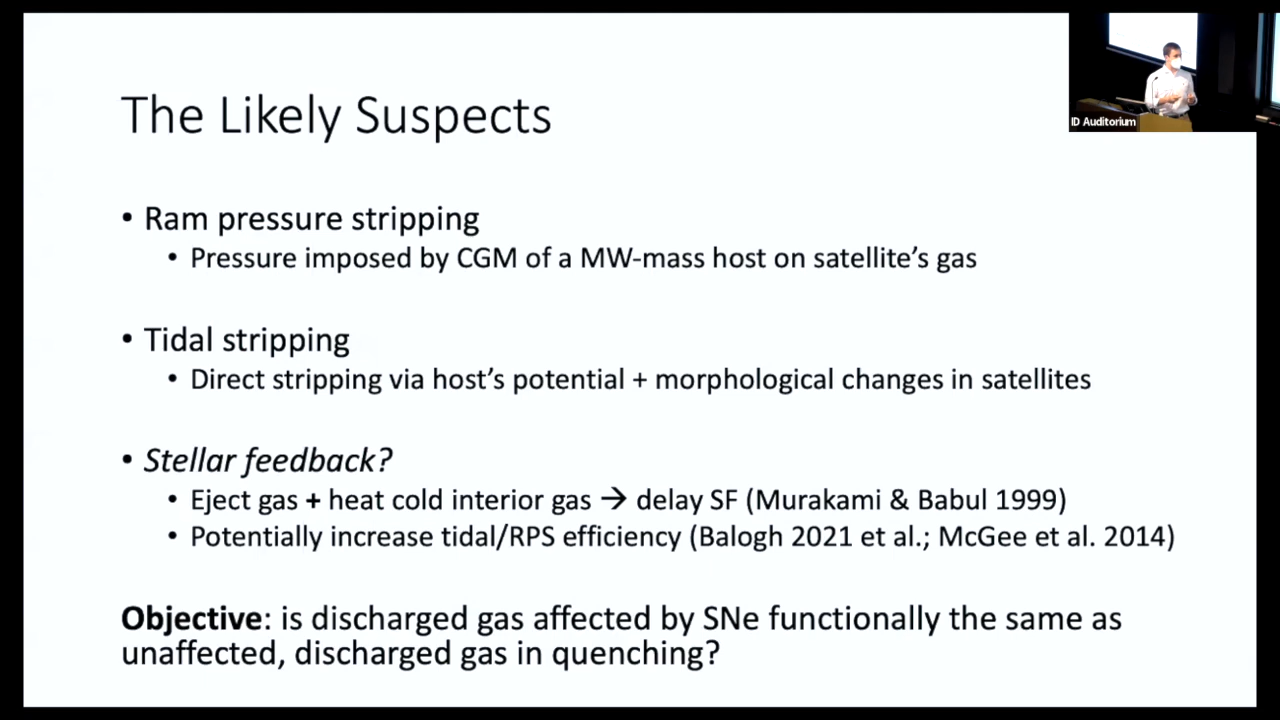 The Likely Suspects
ID Auditorium
• Ram pressure stripping
• Pressure imposed by CGM of a MW-mass host on satellite's gas
• Tidal stripping
• Direct stripping via host's potential + morphological changes in satellites
• Stellar feedback?
• Eject gas + heat cold interior gas → delay SF (Murakami & Babul 1999)
• Potentially increase tidal/RPS efficiency (Balogh 2021 et al.; McGee et al. 2014)
Objective: is discharged gas affected by SNe functionally the same as
unaffected, discharged gas in quenching?